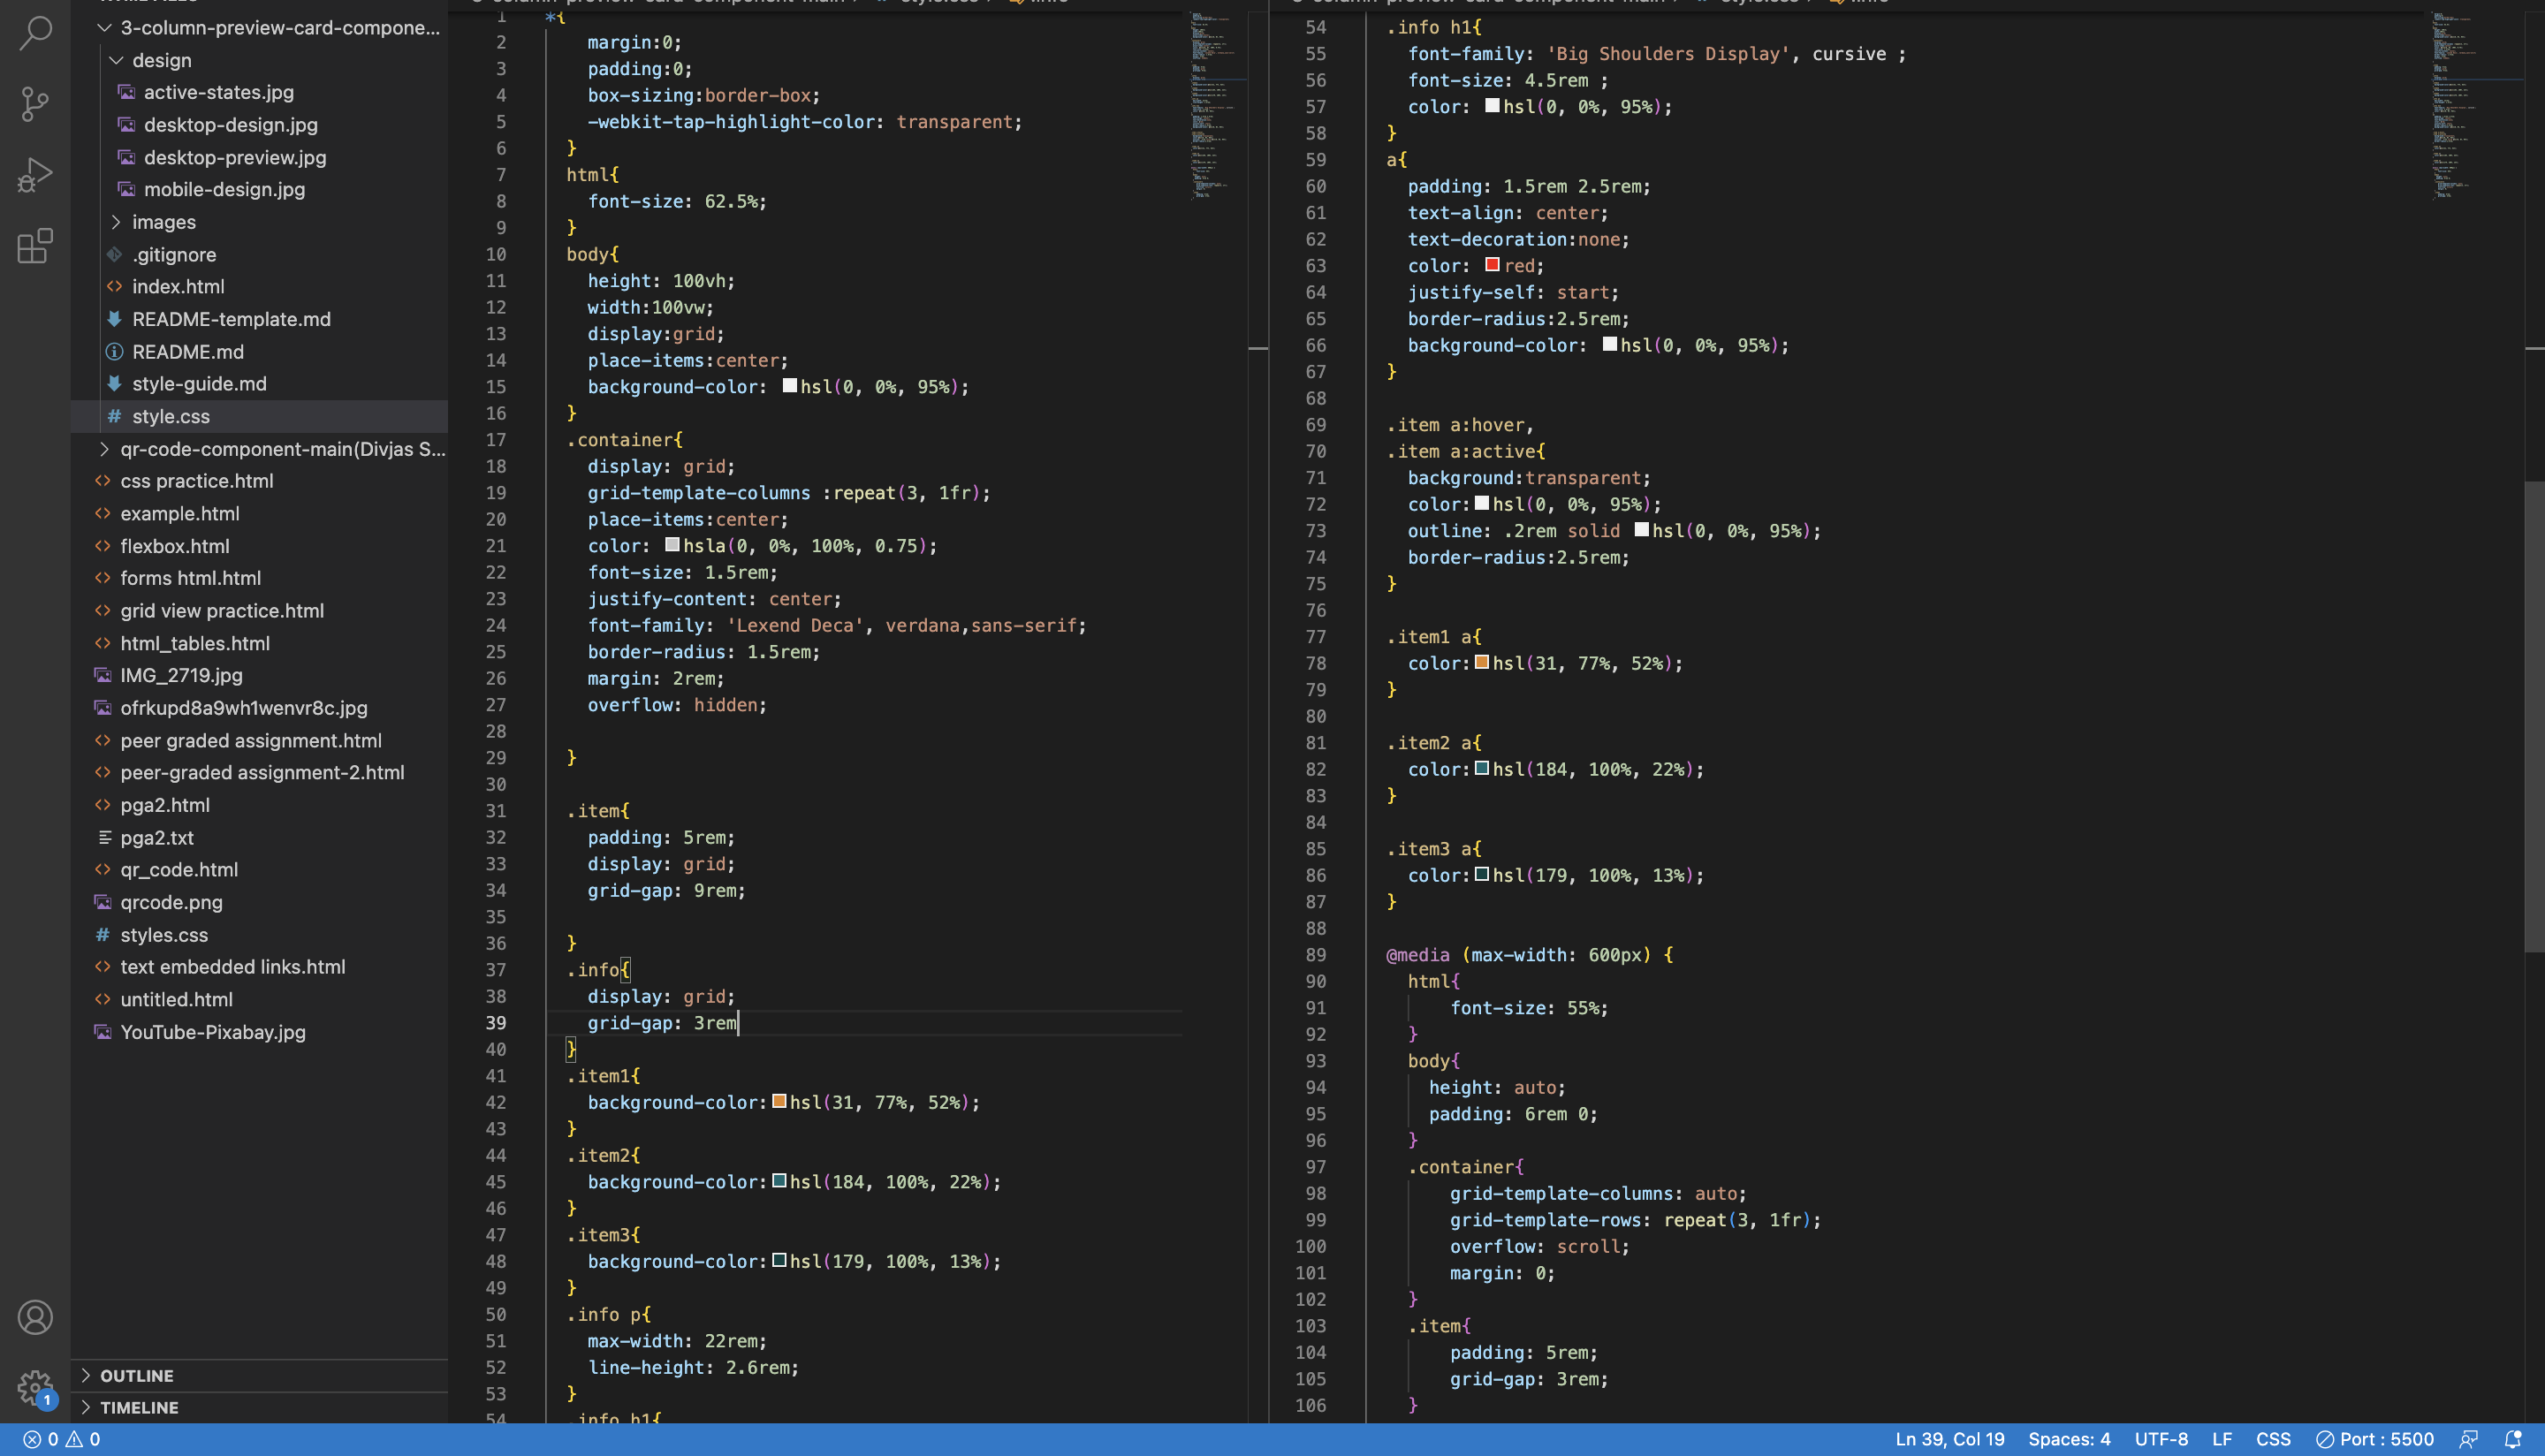 3-column-preview-card-compone...
design
active-states.jpg
desktop-design.jpg
desktop-preview.jpg
mobile-design.jpg
images
.gitignore
index.html
README-template.md
README.md
style-guide.md
style.css
qr-code-component-main(Divjas S...
css practice.html
example.html
flexbox.html
forms html.html
grid view practice.html
html_tables.html
IMG_2719.jpg
ofrkupd8a9wh1wenvr8c.jpg
peer graded assignment.html
peer-graded assignment-2.html
pga2.html
pga2.txt
qr_code.html
qrcode.png
styles.css
text embedded links.html
untitled.html
YouTube-Pixabay.jpg
OUTLINE
TIMELINE
1
1 *{
2 margin:0;
3 padding:0;
4 box-sizing:border-box;
5 -webkit-tap-highlight-color: transparent;
6 }
7 html{
8 font-size: 62.5%;
9 }
10 body{
11 height: 100vh;
12 width:100vw;
13 display:grid;
14 place-items:center;
15 background-color: hsl(0, 0%, 95%);
16 }
17 .container{
18 display: grid;
19 grid-template-columns :repeat(3, 1fr);
20 place-items:center;
21 color: hsla(0, 0%, 100%, 0.75);
22 font-size: 1.5rem;
23 justify-content: center;
24 font-family: 'Lexend Deca', verdana,sans-serif;
25 border-radius: 1.5rem;
26 margin: 2rem;
27 overflow: hidden;
28
29 }
30
31 .item{
32 padding: 5rem;
33 display: grid;
34 grid-gap: 9rem;
35
36 }
37 .info{
38 display: grid;
39 grid-gap: 3rem
40 }
41 .item1{
42 background-color:hsl(31, 77%, 52%);
43 }
44 .item2{
45 background-color:hsl(184, 100%, 22%);
46 }
47 .item3{
48 background-color:hsl(179, 100%, 13%);
49 }
50 .info p{
51 max-width: 22rem;
52 line-height: 2.6rem;
53 }
54 .info h1{
54 .info h1{
55 font-family: 'Big Shoulders Display', cursive ;
56 font-size: 4.5rem ;
57 color: hsl(0, 0%, 95%);
58 }
59 a{
60 padding: 1.5rem 2.5rem;
61 text-align: center;
62 text-decoration:none;
63 color: red;
64 justify-self: start;
65 border-radius:2.5rem;
66 background-color: hsl(0, 0%, 95%);
67 }
68
69 .item a:hover,
70 .item a:active{
71 background:transparent;
72 color:hsl(0, 0%, 95%);
73 outline: .2rem solid hsl(0, 0%, 95%);
74 border-radius:2.5rem;
75 }
76
77 .item1 a{
78 color:hsl(31, 77%, 52%);
79 }
80
81 .item2 a{
82 color:hsl(184, 100%, 22%);
83 }
84
85 .item3 a{
86 color:hsl(179, 100%, 13%);
87 }
88
89 @media (max-width: 600px) {
90 html{
91 font-size: 55%;
92 }
93 body{
94 height: auto;
95 padding: 6rem 0;
96 }
97 .container{
98 grid-template-columns: auto;
99 grid-template-rows: repeat(3, 1fr);
100 overflow: scroll;
101 margin: 0;
102 }
103 .item{
104 padding: 5rem;
105 grid-gap: 3rem;
106 }
0 0 Ln 39, Col 19 Spaces: 4 UTF-8 LF CSS Port : 5500